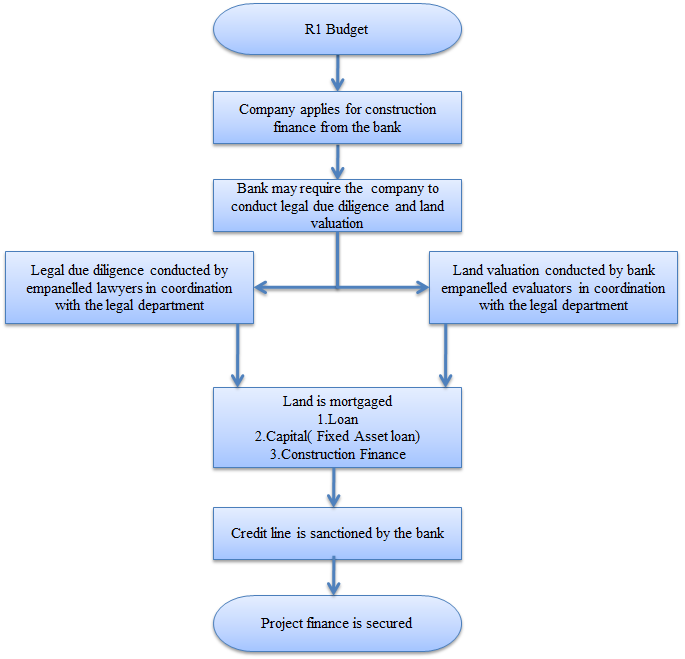 R1 Budget
Company applies for construction
finance from the bank
Bank may require the company to
conduct legal due diligence and land
valuation
Legal due diligence conducted by
empanelled lawyers in coordination
with the legal department
Land valuation conducted by bank
empanelled evaluators in coordination
with the legal department
Land is mortgaged
1.Loan
2.Capital( Fixed Asset loan)
3.Construction Finance
Credit line is sanctioned by the bank
Project finance is secured